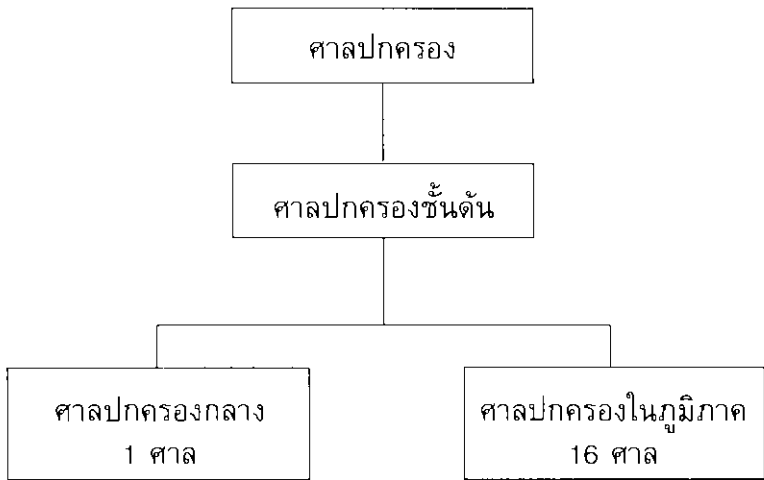 ศาลปกครอง
ศาลปกครองชั้นต้น
ศาลปกครองกลาง
1 ศาล
ศาลปกครองในภูมิภาค
16 ศาล